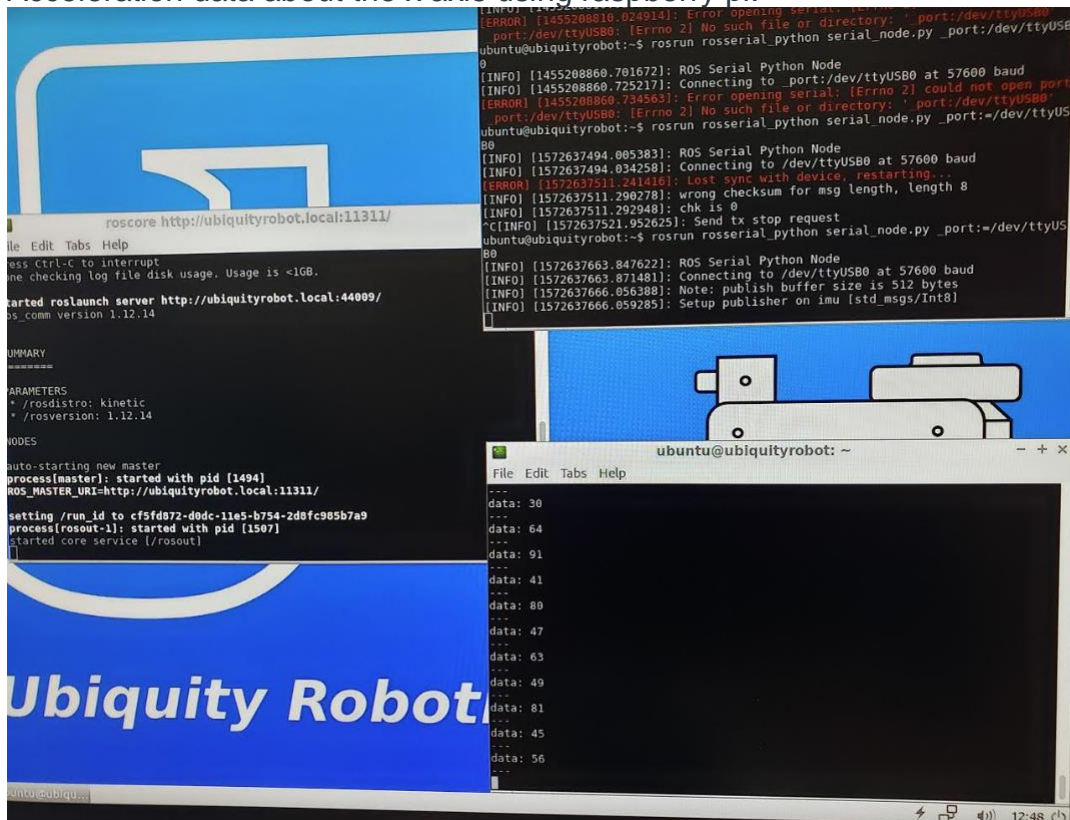 Acceleration data about the x axis using raspberry pi.
[ERROR] [1455208810.024914]: Error opening serial:
_port:/dev/ttyUSB0: [Errno 2] No such file or directory: '_port:/dev/ttyUSB
ubuntu@ubiquityrobot:~$ rosrun rosserial_python serial_node.py _port:/dev/ttyUSB
0
[INFO] [1455208860.701672]: ROS Serial Python Node
[INFO] [1455208860.725217]: Connecting to _port:/dev/ttyUSB0 at 57600 baud
[ERROR] [1455208860.734563]: Error opening serial: [Errno 2] could not open port
_port:/dev/ttyUSB0: [Errno 2] No such file or directory: '_port:/dev/ttyUSB0'
ubuntu@ubiquityrobot:~$ rosrun rosserial_python serial_node.py _port:=/dev/ttyUS
B0
[INFO] [1572637494.005383]: ROS Serial Python Node
[INFO] [1572637494.034258]: Connecting to /dev/ttyUSB0 at 57600 baud
[ERROR] [1572637511.241416]: Lost sync with device, restarting...
[INFO] [1572637511.290278]: wrong checksum for msg length, length 8
[INFO] [1572637511.292948]: chk is 0
^C[INFO] [1572637521.952625]: Send tx stop request
ubuntu@ubiquityrobot:~$ rosrun rosserial_python serial_node.py _port:=/dev/ttyUS
B0
[INFO] [1572637663.847622]: ROS Serial Python Node
[INFO] [1572637663.871481]: Connecting to /dev/ttyUSB0 at 57600 baud
[INFO] [1572637666.056388]: Note: publish buffer size is 512 bytes
[INFO] [1572637666.059285]: Setup publisher on imu [std_msgs/Int8]
roscore http://ubiquityrobot.local:11311/
ile Edit Tabs Help
ress Ctrl-C to interrupt
one checking log file disk usage. Usage is <1GB.
tarted roslaunch server http://ubiquityrobot.local:44009/
os_comm version 1.12.14
UMMARY
========
PARAMETERS
* /rosdistro: kinetic
* /rosversion: 1.12.14
NODES
auto-starting new master
process[master]: started with pid [1494]
ROS_MASTER_URI=http://ubiquityrobot.local:11311/
setting /run_id to cf5fd872-d0dc-11e5-b754-2d8fc985b7a9
process[rosout-1]: started with pid [1507]
started core service [/rosout]
ubuntu@ubiquityrobot: ~
File Edit Tabs Help
---
data: 30
---
data: 64
---
data: 91
---
data: 41
---
data: 80
---
data: 47
---
data: 63
---
data: 49
---
data: 81
---
data: 45
---
data: 56
---
Ubiquity Roboti
untu@ubiqu...
12:48